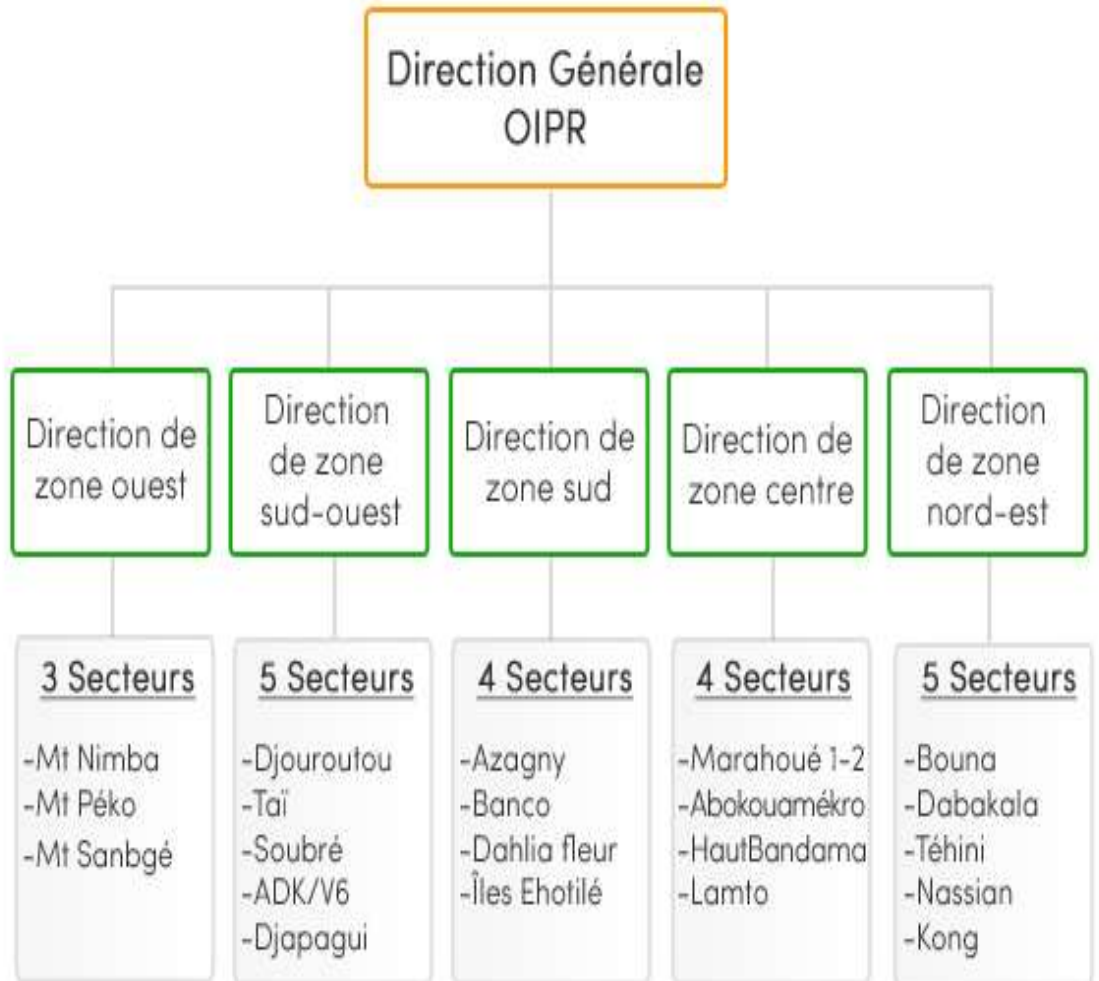 Direction Générale
OIPR
Direction de
zone ouest
Direction
de zone
sud-ouest
Direction de
zone sud
Direction de
zone centre
Direction
de zone
nord-est
3 Secteurs
-Mt Nimba
-Mt Péko
-Mt Sanbgé
5 Secteurs
-Djouroutou
-Taï
-Soubré
-ADK/V6
-Djapagui
4 Secteurs
-Azagny
-Banco
-Dahlia fleur
-Îles Ehotilé
4 Secteurs
-Marahoué 1-2
-Abokouamékro
-HautBandama
-Lamto
5 Secteurs
-Bouna
-Dabakala
-Téhini
-Nassian
-Kong